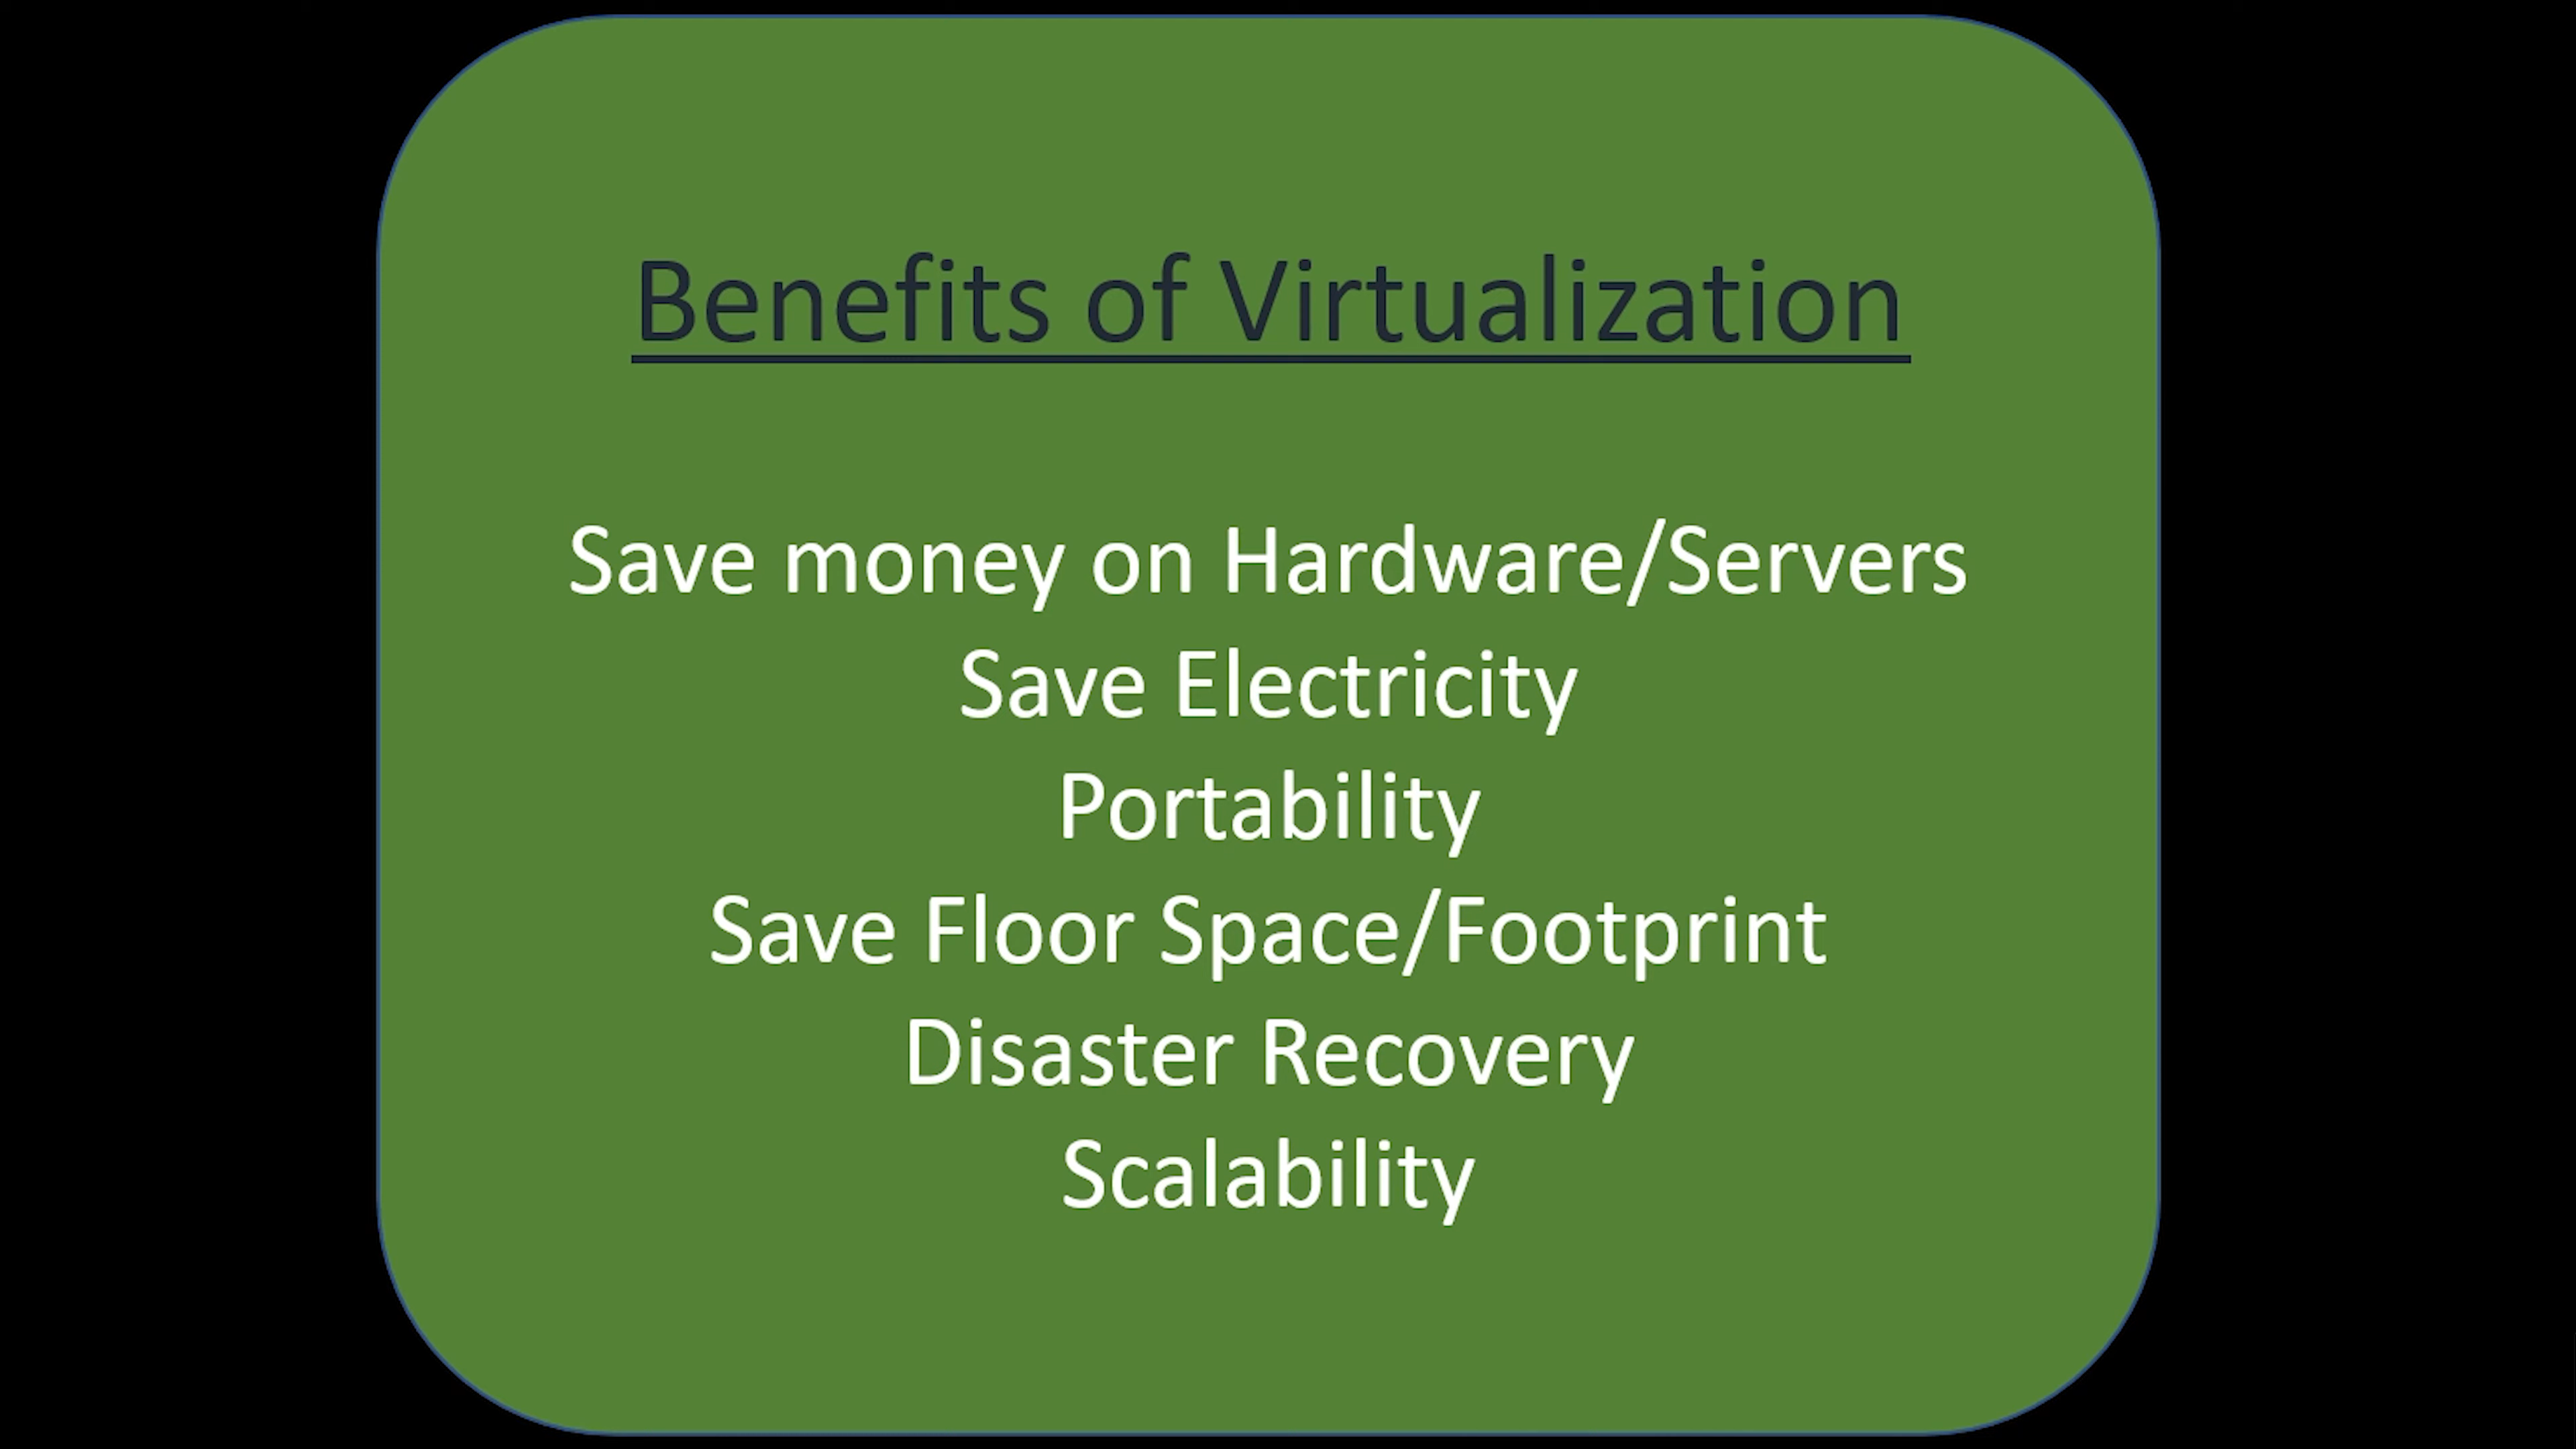 Benefits of Virtualization
Save money on Hardware/Servers
Save Electricity
Portability
Save Floor Space/Footprint
Disaster Recovery
Scalability